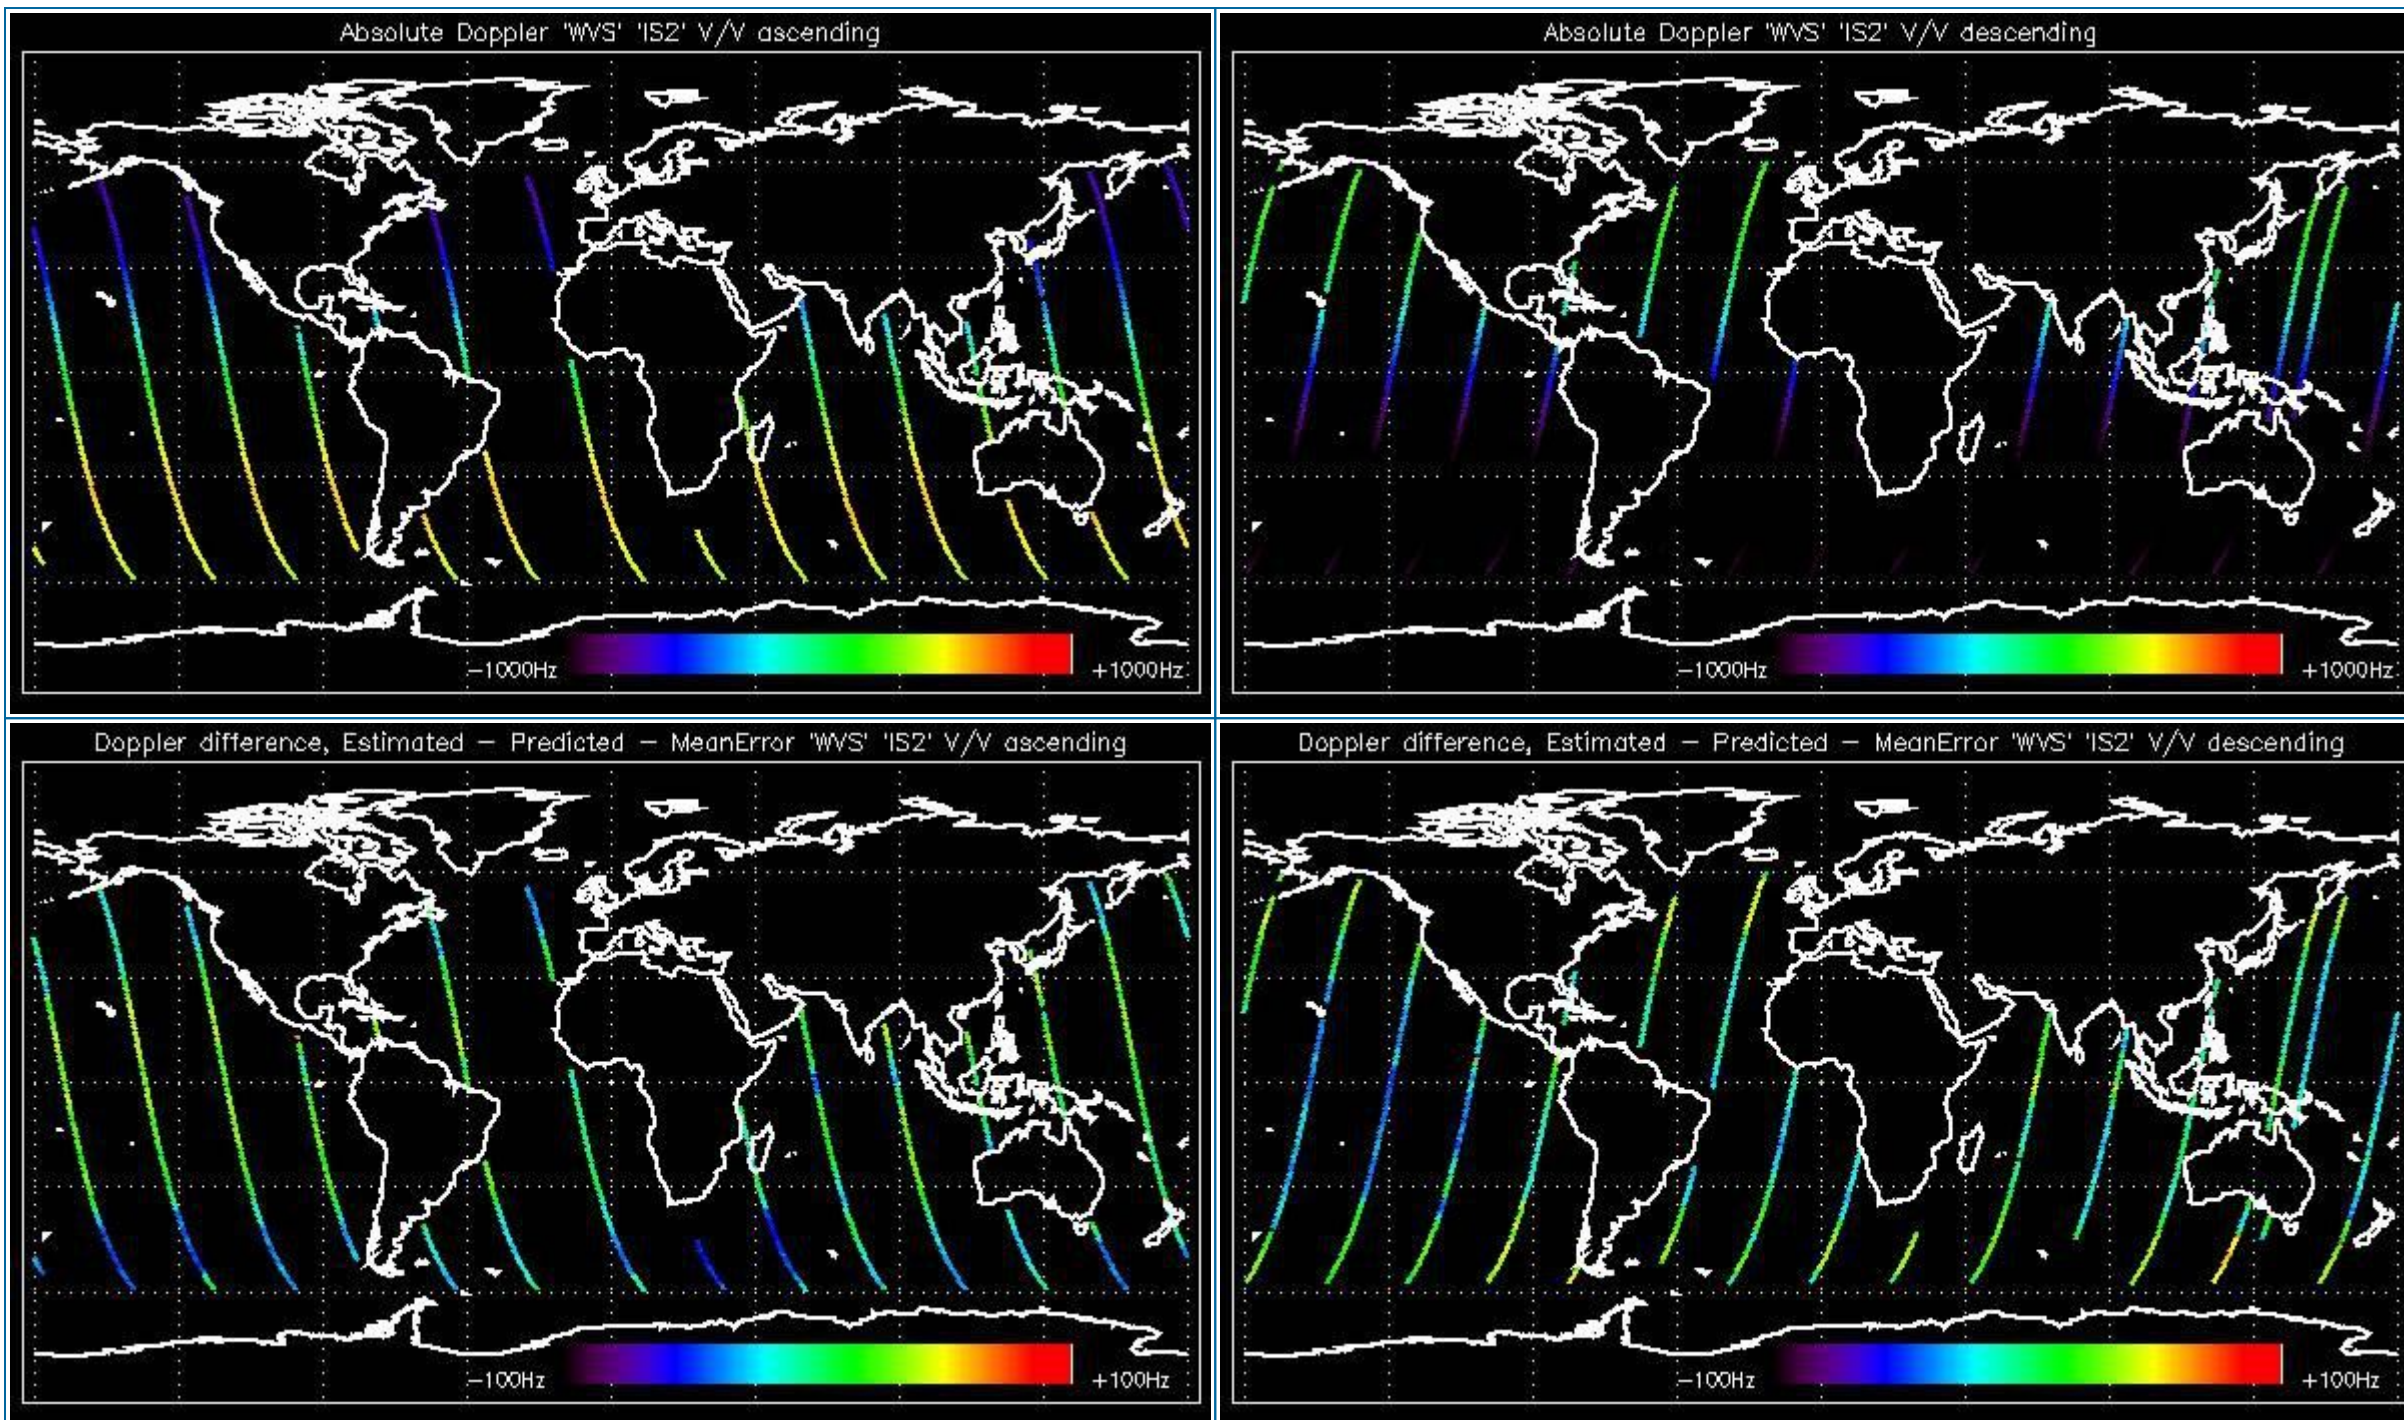 Absolute Doppler 'WVS' 'IS2' V/V ascending
-1000Hz
+1000Hz
Absolute Doppler 'WVS' 'IS2' V/V descending
-1000Hz
+1000Hz
Doppler difference, Estimated - Predicted - MeanError 'WVS' 'IS2' V/V ascending
-100Hz
+100Hz
Doppler difference, Estimated - Predicted - MeanError 'WVS' 'IS2' V/V descending
-100Hz
+100Hz